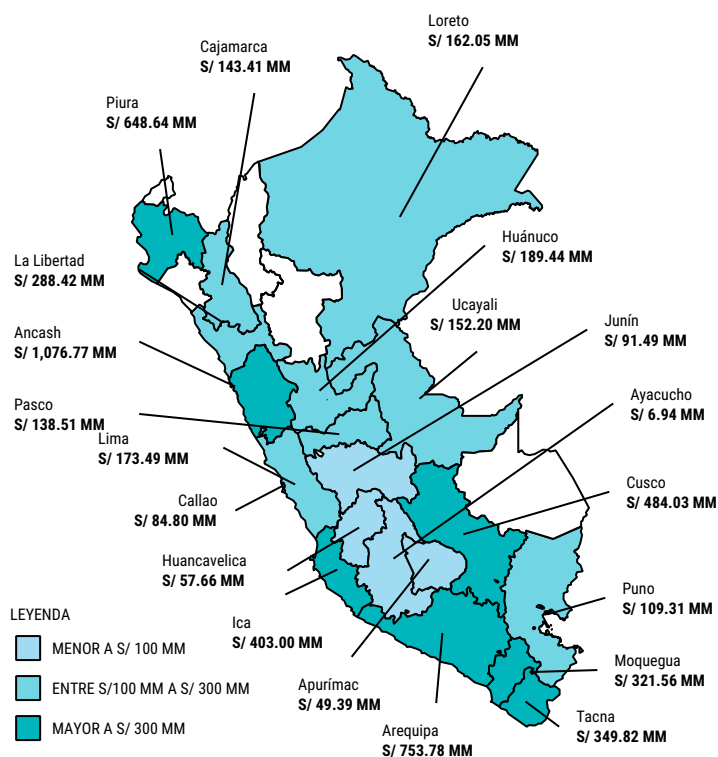 Loreto
S/ 162.05 MM
Cajamarca
S/ 143.41 MM
Piura
S/ 648.64 MM
La Libertad
S/ 288.42 MM
Huánuco
S/ 189.44 MM
Ucayali
S/ 152.20 MM
Junín
S/ 91.49 MM
Ancash
S/ 1,076.77 MM
Ayacucho
S/ 6.94 MM
Pasco
S/ 138.51 MM
Lima
S/ 173.49 MM
Cusco
S/ 484.03 MM
Callao
S/ 84.80 MM
Huancavelica
S/ 57.66 MM
Puno
S/ 109.31 MM
Ica
S/ 403.00 MM
Moquegua
S/ 321.56 MM
Apurímac
S/ 49.39 MM
Tacna
S/ 349.82 MM
Arequipa
S/ 753.78 MM
LEYENDA
MENOR A S/ 100 MM
ENTRE S/100 MM A S/ 300 MM
MAYOR A S/ 300 MM